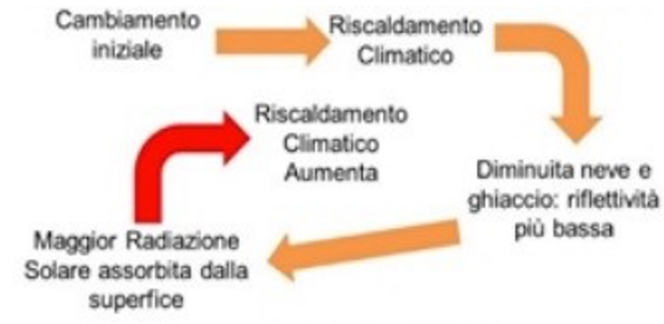 Cambiamento
iniziale
Riscaldamento
Climatico
Diminuita neve e
ghiaccio: riflettività
più bassa
Maggior Radiazione
Solare assorbita dalla
superfice
Riscaldamento
Climatico
Aumenta